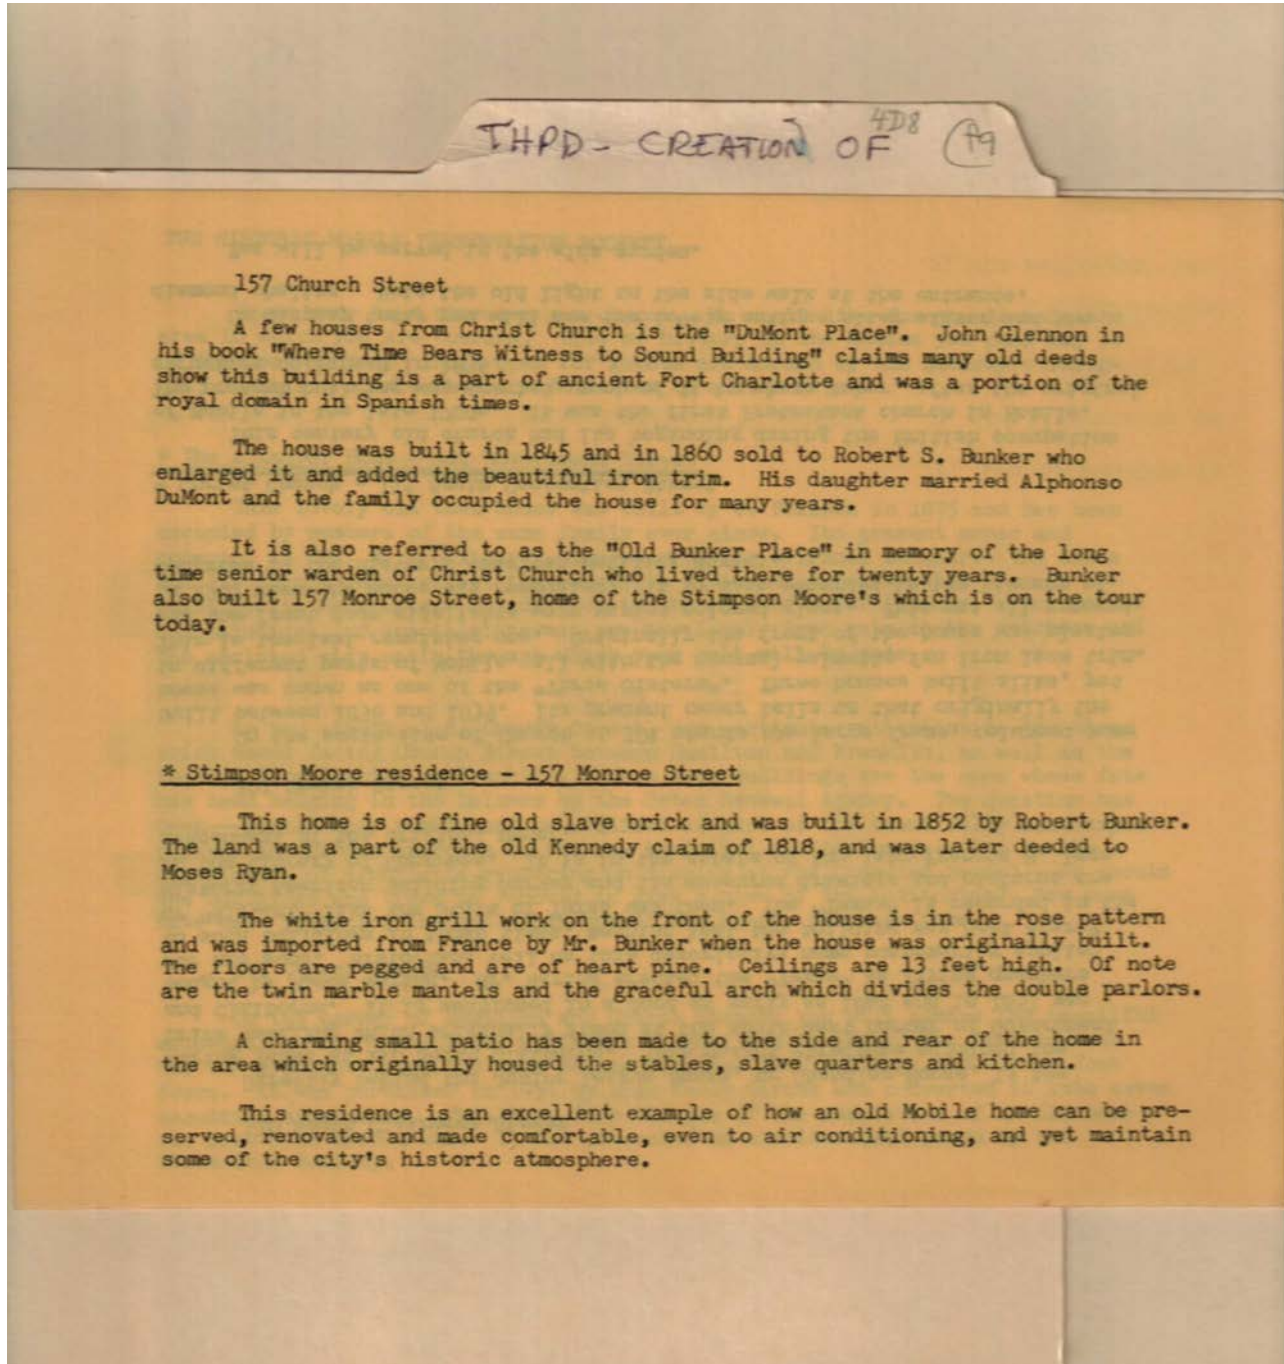 THPD - CREATION OF
4D8
157 Church Street
A few houses from Christ Church is the "DuMont Place". John Glennon in
his book "Where Time Bears Witness to Sound Building" claims many old deeds
show this building is a part of ancient Fort Charlotte and was a portion of the
royal domain in Spanish times.
The house was built in 1845 and in 1860 sold to Robert S. Bunker who
enlarged it and added the beautiful iron trim. His daughter married Alphonso
DuMont and the family occupied the house for many years.
It is also referred to as the "Old Bunker Place" in memory of the long
time senior warden of Christ Church who lived there for twenty years. Bunker
also built 157 Monroe Street, home of the Stimpson Moore's which is on the tour
today.
* Stimpson Moore residence - 157 Monroe Street
This home is of fine old slave brick and was built in 1852 by Robert Bunker.
The land was a part of the old Kennedy claim of 1818, and was later deeded to
Moses Ryan.
The white iron grill work on the front of the house is in the rose pattern
and was imported from France by Mr. Bunker when the house was originally built.
The floors are pegged and are of heart pine. Ceilings are 13 feet high. Of note
are the twin marble mantels and the graceful arch which divides the double parlors.
A charming small patio has been made to the side and rear of the home in
the area which originally housed the stables, slave quarters and kitchen.
This residence is an excellent example of how an old Mobile home can be pre-
served, renovated and made comfortable, even to air conditioning, and yet maintain
some of the city's historic atmosphere.